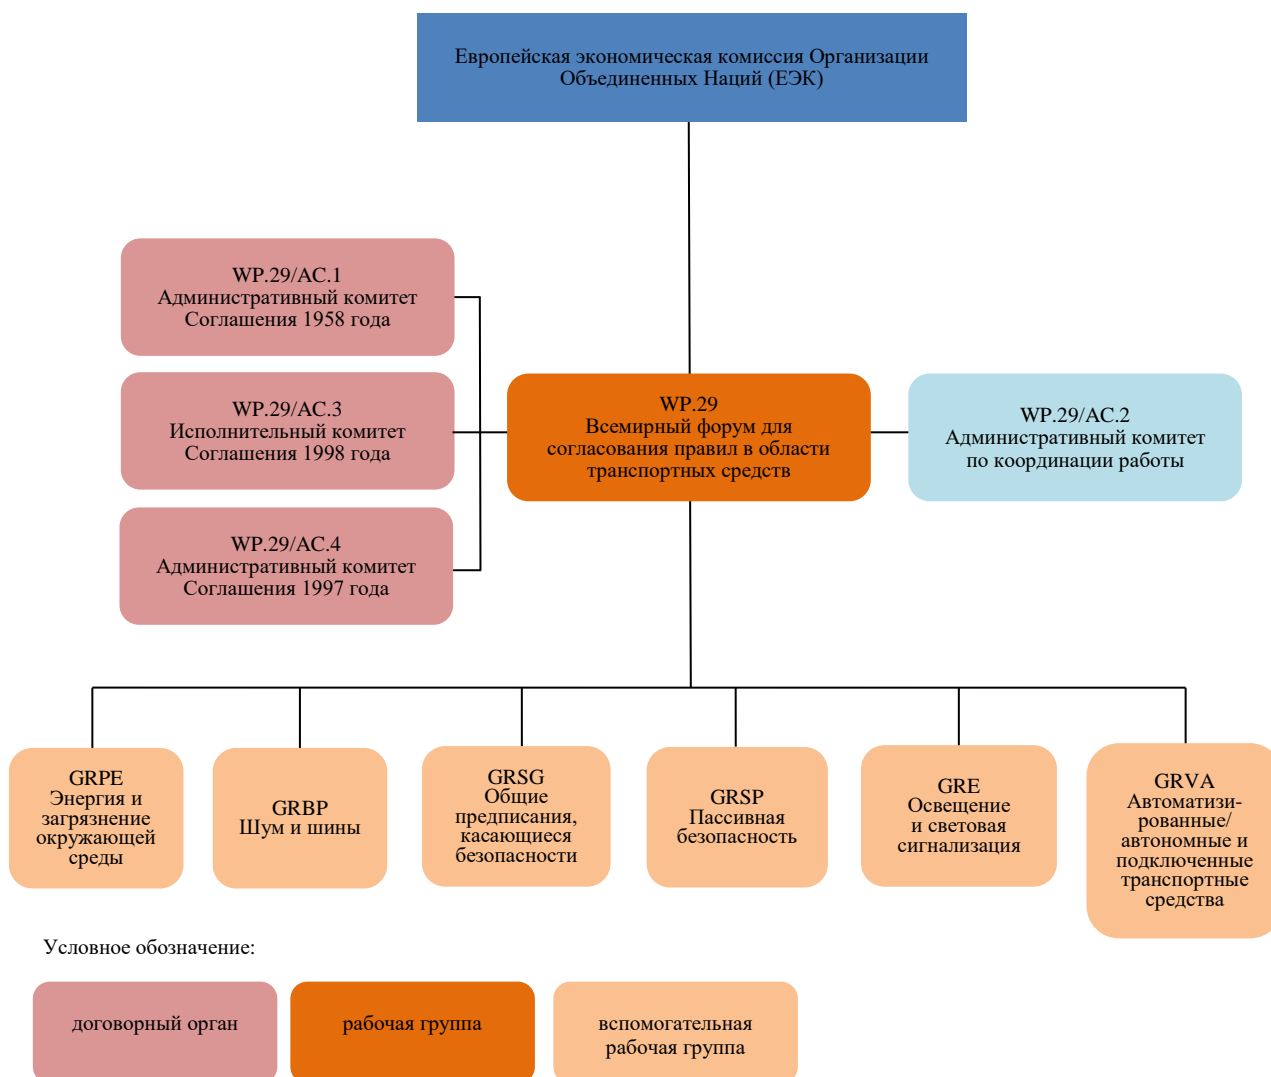 Европейская экономическая комиссия Организации
Объединенных Наций (ЕЭК)
WP.29/AC.1
Административный комитет
Соглашения 1958 года
WP.29/AC.3
Исполнительный комитет
Соглашения 1998 года
WP.29/AC.4
Административный комитет
Соглашения 1997 года
WP.29
Всемирный форум для
согласования правил в области
транспортных средств
WP.29/AC.2
Административный комитет
по координации работы
GRPE
Энергия и
загрязнение
окружающей
среды
GRBP
Шум и шины
GRSG
Общие
предписания,
касающиеся
безопасности
GRSP
Пассивная
безопасность
GRE
Освещение
и световая
сигнализация
GRVA
Автоматизи-
рованные/
автономные и
подключенные
транспортные
средства
Условное обозначение:
договорный орган
рабочая группа
вспомогательная
рабочая группа